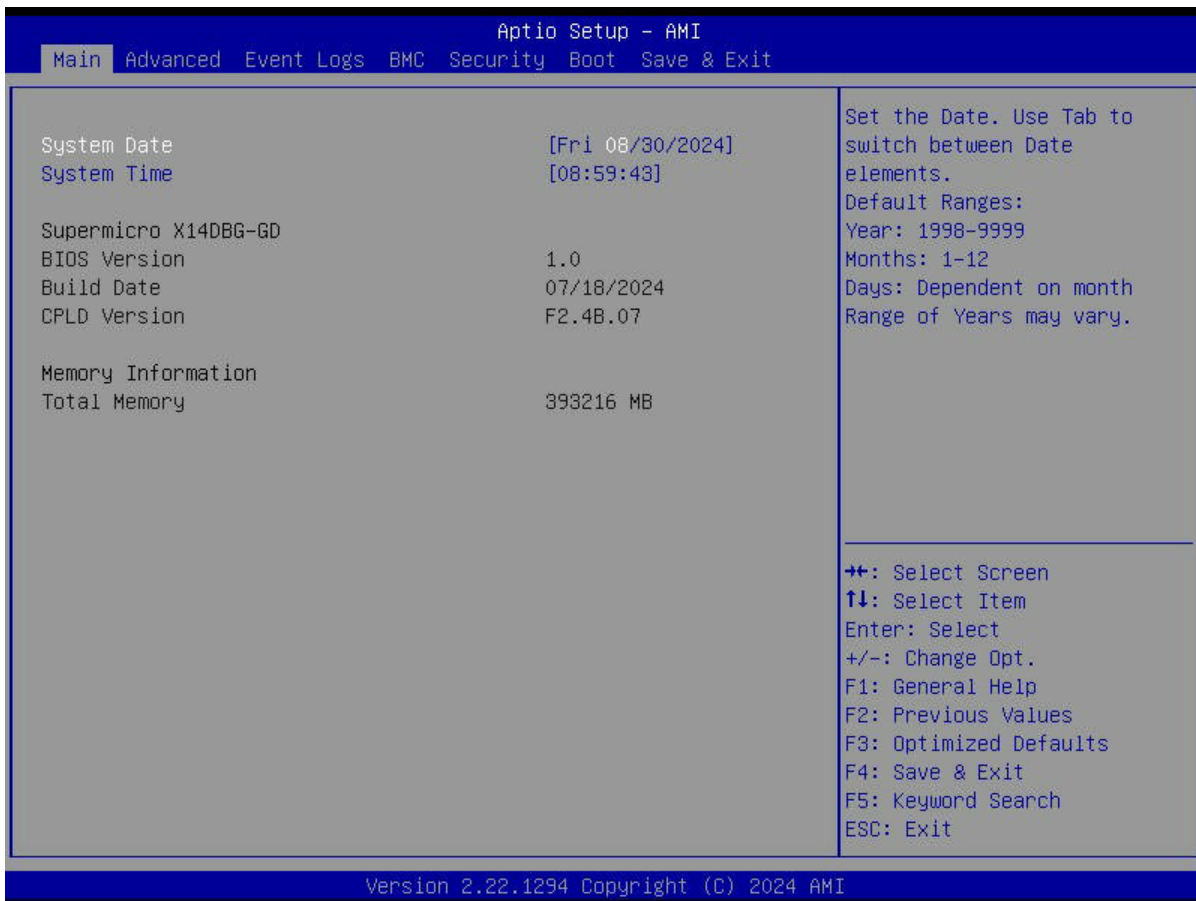 Aptio Setup – AMI
Main Advanced Event Logs BMC Security Boot Save & Exit
System Date [Fri 08/30/2024]
System Time [08:59:43]
Supermicro X14DBG-GD
BIOS Version 1.0
Build Date 07/18/2024
CPLD Version F2.4B.07
Memory Information
Total Memory 393216 MB
Set the Date. Use Tab to
switch between Date
elements.
Default Ranges:
Year: 1998-9999
Months: 1-12
Days: Dependent on month
Range of Years may vary.
→←: Select Screen
↑↓: Select Item
Enter: Select
+/-: Change Opt.
F1: General Help
F2: Previous Values
F3: Optimized Defaults
F4: Save & Exit
F5: Keyword Search
ESC: Exit
Version 2.22.1294 Copyright (C) 2024 AMI